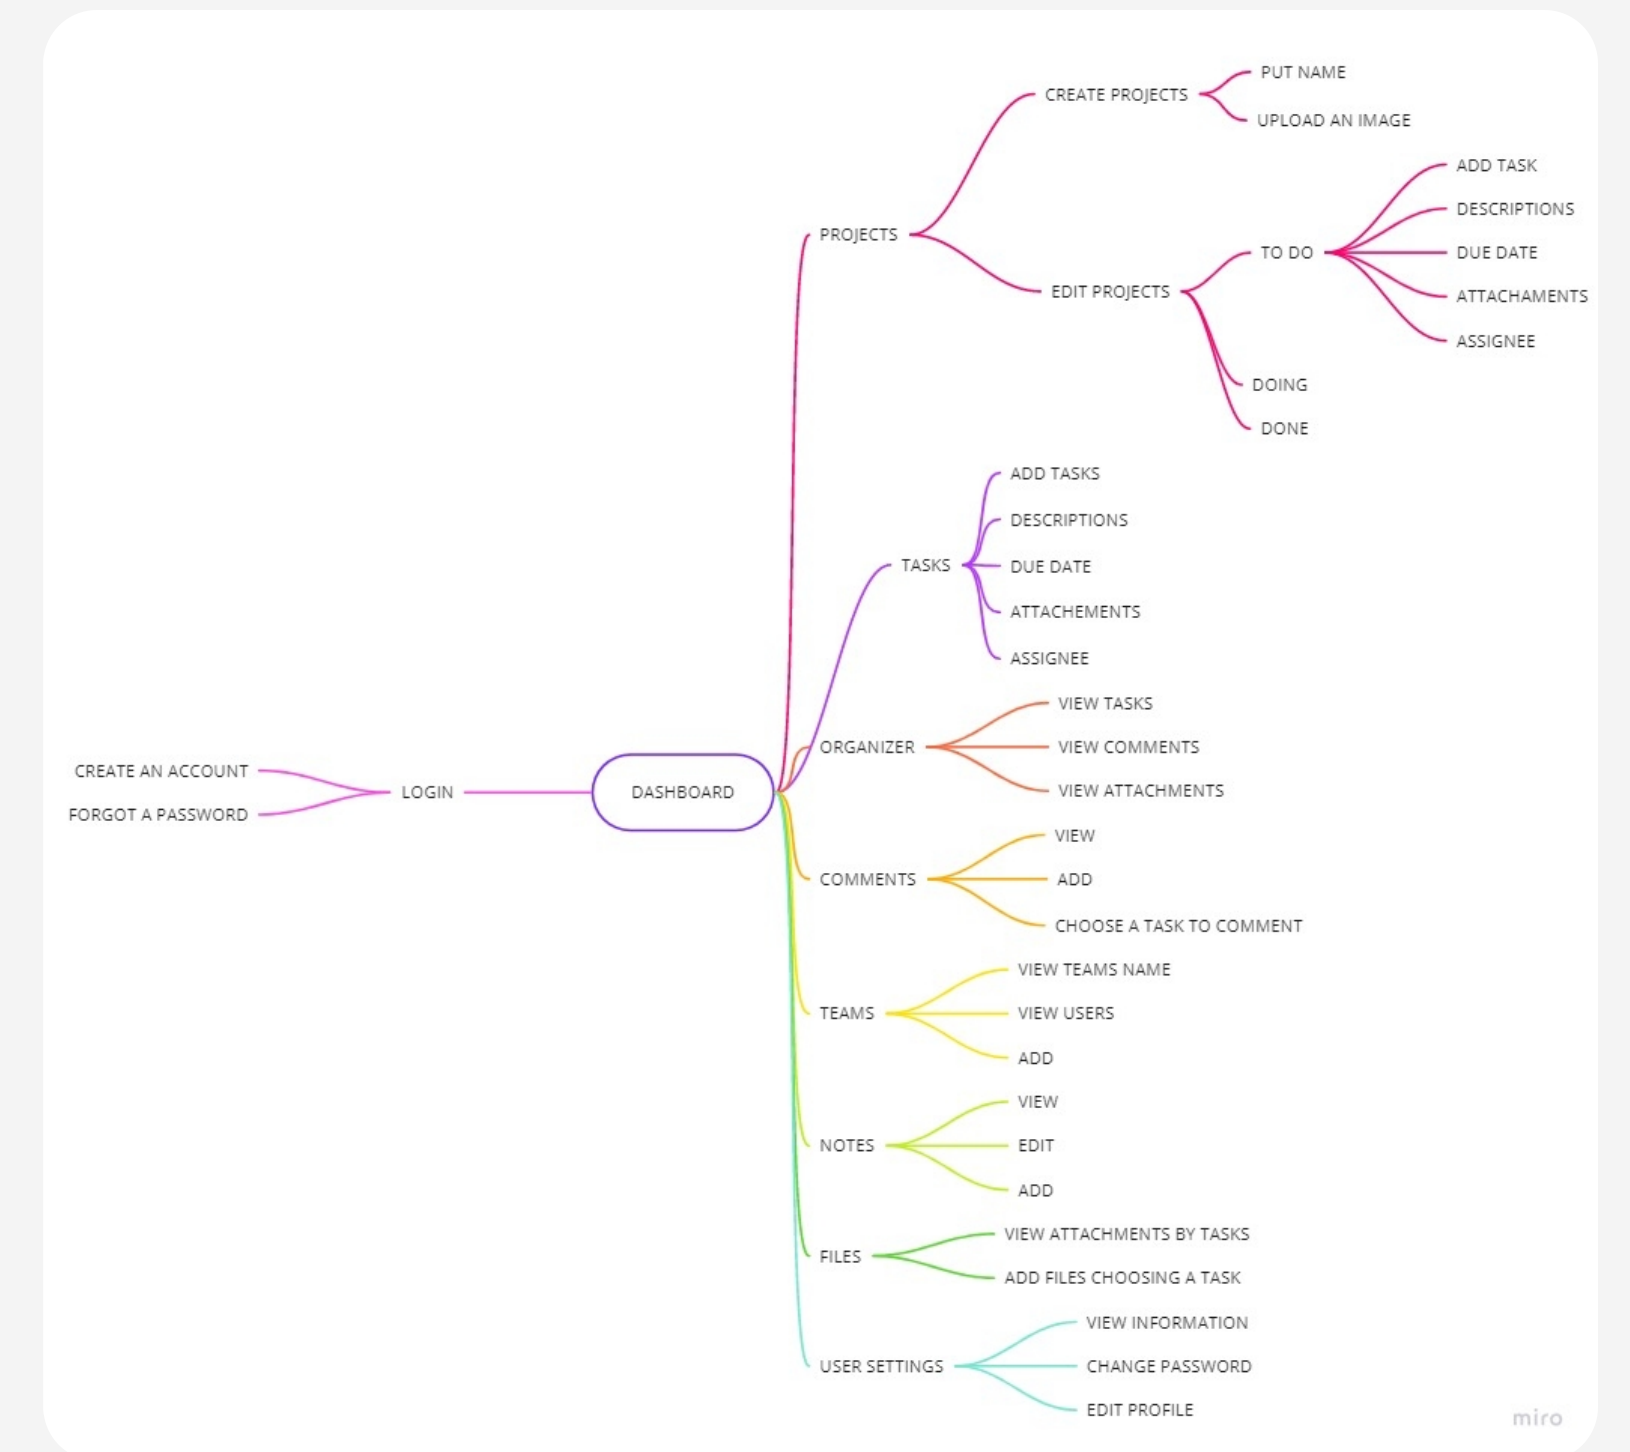 PUT NAME
CREATE PROJECTS
UPLOAD AN IMAGE
ADD TASK
DESCRIPTIONS
PROJECTS
TO DO
DUE DATE
EDIT PROJECTS
ATTACHAMENTS
ASSIGNEE
DOING
DONE
ADD TASKS
DESCRIPTIONS
TASKS
DUE DATE
ATTACHEMENTS
ASSIGNEE
VIEW TASKS
ORGANIZER
VIEW COMMENTS
VIEW ATTACHMENTS
CREATE AN ACCOUNT
LOGIN
DASHBOARD
FORGOT A PASSWORD
VIEW
COMMENTS
ADD
CHOOSE A TASK TO COMMENT
VIEW TEAMS NAME
TEAMS
VIEW USERS
ADD
VIEW
NOTES
EDIT
ADD
VIEW ATTACHMENTS BY TASKS
FILES
ADD FILES CHOOSING A TASK
VIEW INFORMATION
USER SETTINGS
CHANGE PASSWORD
EDIT PROFILE
miro